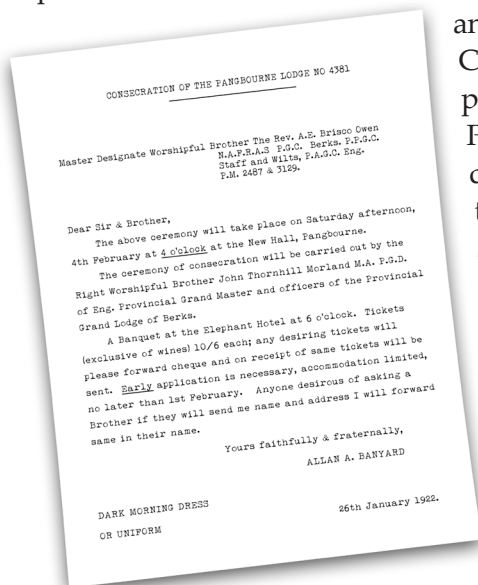 CONSECRATION OF THE PANGBOURNE LODGE NO 4381
Master Designate Worshipful Brother The Rev. A.E. Brisco Owen
N.A.F.R.A.S P.G.C. Berks. P.P.G.C.
Staff and Wilts, P.A.G.C. Eng.
P.M. 2487 & 3129.
Dear Sir & Brother,
The above ceremony will take place on Saturday afternoon,
4th February at 4 o'clock at the New Hall, Pangbourne.
The ceremony of consecration will be carried out by the
Right Worshipful Brother John Thornhill Morland M.A. P.G.D.
of Eng. Provincial Grand Master and officers of the Provincial
Grand Lodge of Berks.
A Banquet at the Elephant Hotel at 6 o'clock. Tickets
(exclusive of wines) 10/6 each; any desiring tickets will
please forward cheque and on receipt of same tickets will be
sent. Early application is necessary, accommodation limited,
no later than 1st February. Anyone desirous of asking a
Brother if they will send me name and address I will forward
same in their name.
Yours faithfully & fraternally,
ALLAN A. BANYARD
DARK MORNING DRESS
OR UNIFORM
26th January 1922.